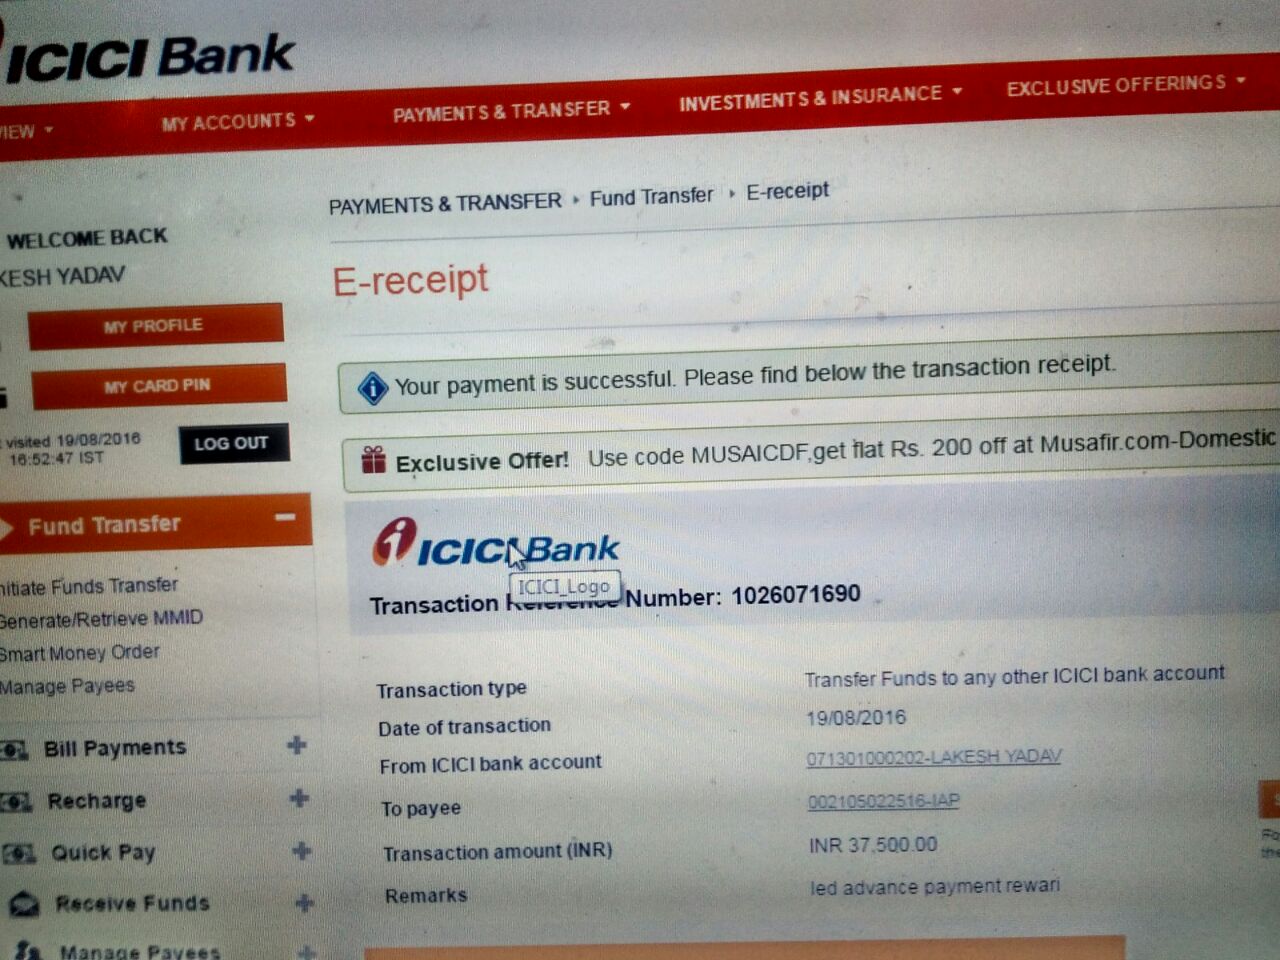 ICICI Bank
VIEW MY ACCOUNTS PAYMENTS & TRANSFER INVESTMENTS & INSURANCE EXCLUSIVE OFFERINGS
PAYMENTS & TRANSFER Fund Transfer E-receipt
WELCOME BACK
KESH YADAV
E-receipt
MY PROFILE
MY CARD PIN
visited 19/08/2016
16:52:47 IST
LOG OUT
Your payment is successful. Please find below the transaction receipt.
Exclusive Offer! Use code MUSAICDF,get flat Rs. 200 off at Musafir.com-Domestic
Fund Transfer
nitiate Funds Transfer
Generate/Retrieve MMID
Smart Money Order
Manage Payees
Bill Payments
Recharge
Quick Pay
Receive Funds
Manage Payees
ICICI Bank
ICICI_Logo
Transaction Reference Number: 1026071690
Transaction type Transfer Funds to any other ICICI bank account
Date of transaction 19/08/2016
From ICICI bank account 071301000202-LAKESH YADAV
To payee 002105022516-IAP
Transaction amount (INR) INR 37,500.00
Remarks led advance payment rewari